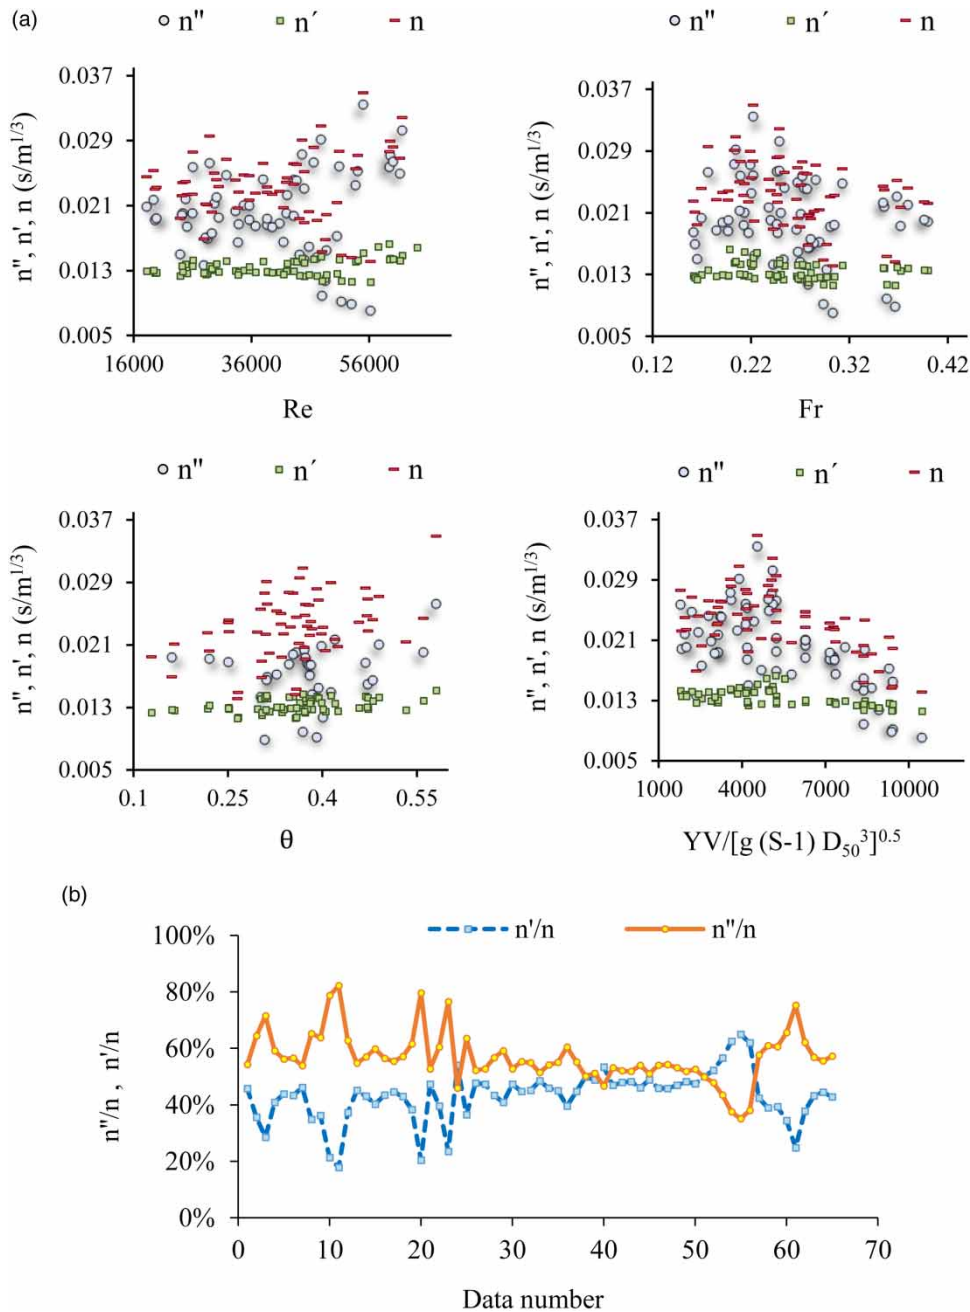 (a)
n'' n´ n
n'' n´ n
n'', n', n (s/m^1/3)
0.037
0.029
0.021
0.013
0.005
16000 36000 56000
Re
n'', n', n (s/m^1/3)
0.037
0.029
0.021
0.013
0.005
0.12 0.22 0.32 0.42
Fr
n'' n´ n
n'' n´ n
n'', n', n (s/m^1/3)
0.037
0.029
0.021
0.013
0.005
0.1 0.25 0.4 0.55
θ
n'', n', n (s/m^1/3)
0.037
0.029
0.021
0.013
0.005
1000 4000 7000 10000
YV/[g (S-1) D₅₀³]^0.5
(b)
n'/n n''/n
n''/n , n'/n
100%
80%
60%
40%
20%
0%
0 10 20 30 40 50 60 70
Data number